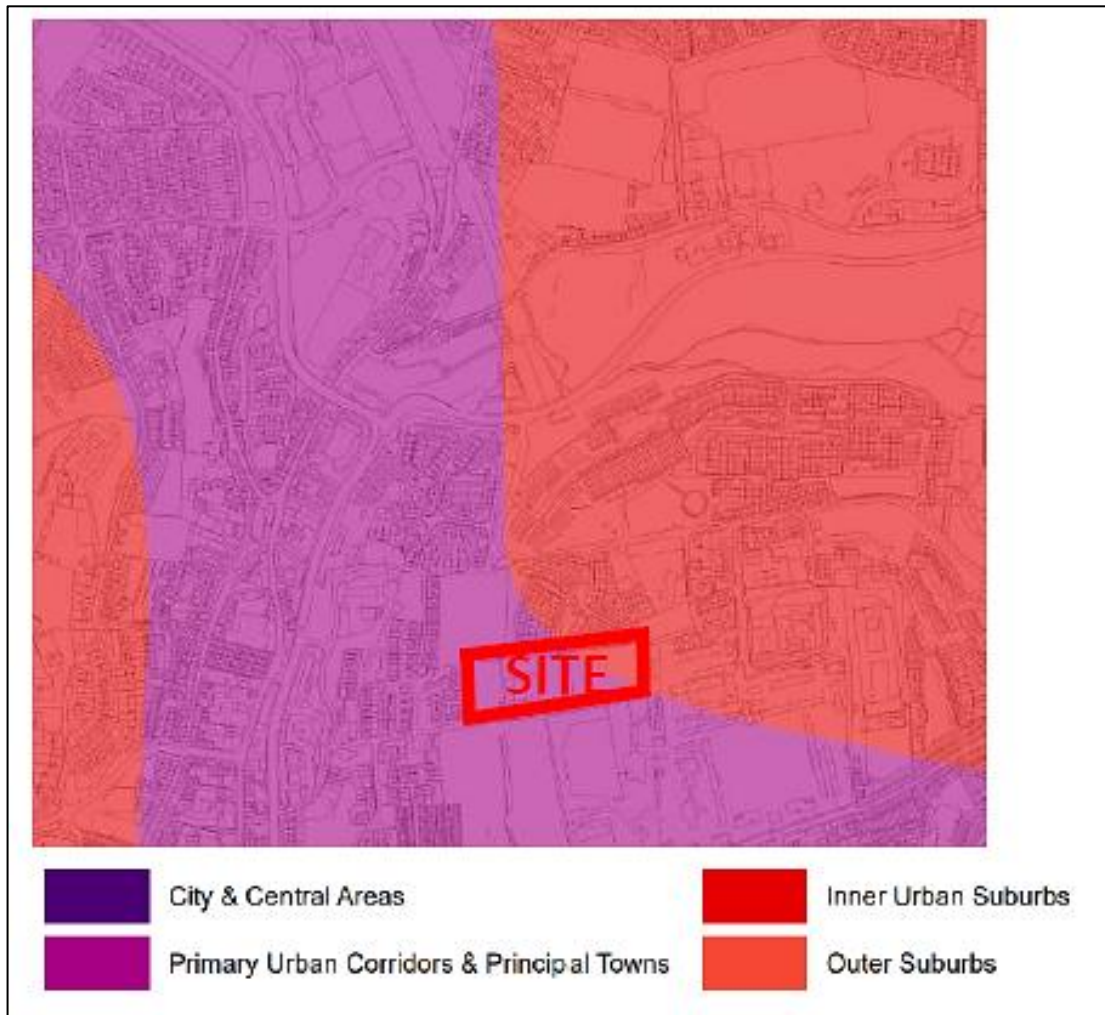 SITE
City & Central Areas
Inner Urban Suburbs
Primary Urban Corridors & Principal Towns
Outer Suburbs